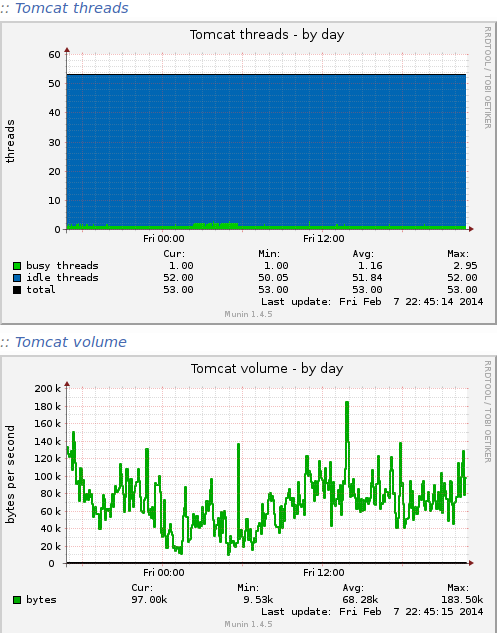 :: Tomcat threads
Tomcat threads - by day
RRDTOOL / TOBI OETIKER
threads
60
50
40
30
20
10
0
Fri 00:00 Fri 12:00
Cur: Min: Avg: Max:
busy threads 1.00 1.00 1.16 2.95
idle threads 52.00 50.05 51.84 52.00
total 53.00 53.00 53.00 53.00
Last update: Fri Feb 7 22:45:14 2014
Munin 1.4.5
:: Tomcat volume
Tomcat volume - by day
RRDTOOL / TOBI OETIKER
bytes per second
200 k
180 k
160 k
140 k
120 k
100 k
80 k
60 k
40 k
20 k
0
Fri 00:00 Fri 12:00
Cur: Min: Avg: Max:
bytes 97.00k 9.53k 68.28k 183.50k
Last update: Fri Feb 7 22:45:15 2014
Munin 1.4.5